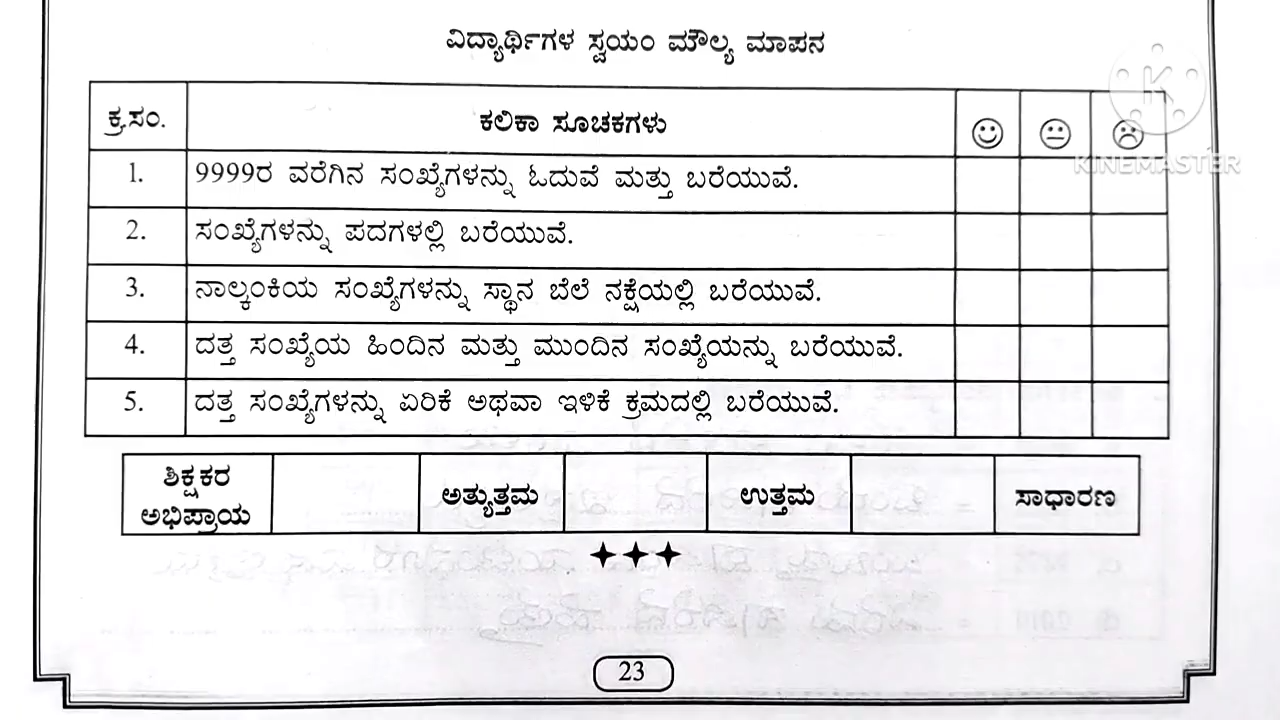 ವಿದ್ಯಾರ್ಥಿಗಳ ಸ್ವಯಂ ಮೌಲ್ಯ ಮಾಪನ
ಕ್ರ.ಸಂ. ಕಲಿಕಾ ಸೂಚಕಗಳು
1. 9999ರ ವರೆಗಿನ ಸಂಖ್ಯೆಗಳನ್ನು ಓದುವೆ ಮತ್ತು ಬರೆಯುವೆ.
2. ಸಂಖ್ಯೆಗಳನ್ನು ಪದಗಳಲ್ಲಿ ಬರೆಯುವೆ.
3. ನಾಲ್ಕಂಕಿಯ ಸಂಖ್ಯೆಗಳನ್ನು ಸ್ಥಾನ ಬೆಲೆ ನಕ್ಷೆಯಲ್ಲಿ ಬರೆಯುವೆ.
4. ದತ್ತ ಸಂಖ್ಯೆಯ ಹಿಂದಿನ ಮತ್ತು ಮುಂದಿನ ಸಂಖ್ಯೆಯನ್ನು ಬರೆಯುವೆ.
5. ದತ್ತ ಸಂಖ್ಯೆಗಳನ್ನು ಏರಿಕೆ ಅಥವಾ ಇಳಿಕೆ ಕ್ರಮದಲ್ಲಿ ಬರೆಯುವೆ.
ಶಿಕ್ಷಕರ
ಅಭಿಪ್ರಾಯ ಅತ್ಯುತ್ತಮ ಉತ್ತಮ ಸಾಧಾರಣ
23
K
KINEMASTER